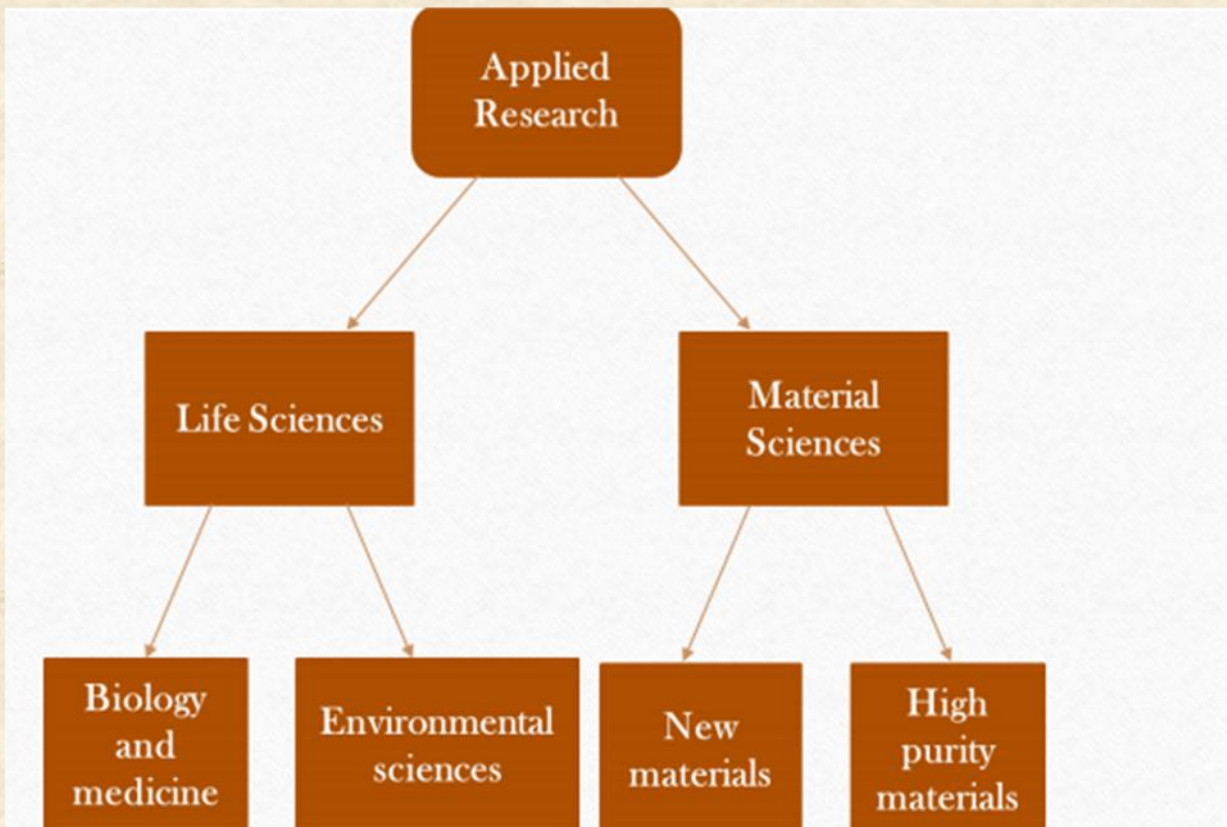 Applied
Research
Life Sciences
Material
Sciences
Biology
and
medicine
Environmental
sciences
New
materials
High
purity
materials